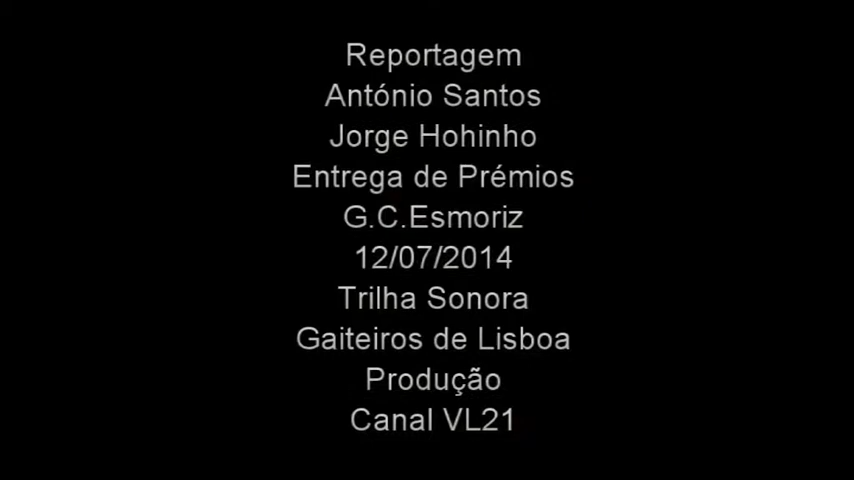 Reportagem
António Santos
Jorge Hohinho
Entrega de Prémios
G.C.Esmoriz
12/07/2014
Trilha Sonora
Gaiteiros de Lisboa
Produção
Canal VL21